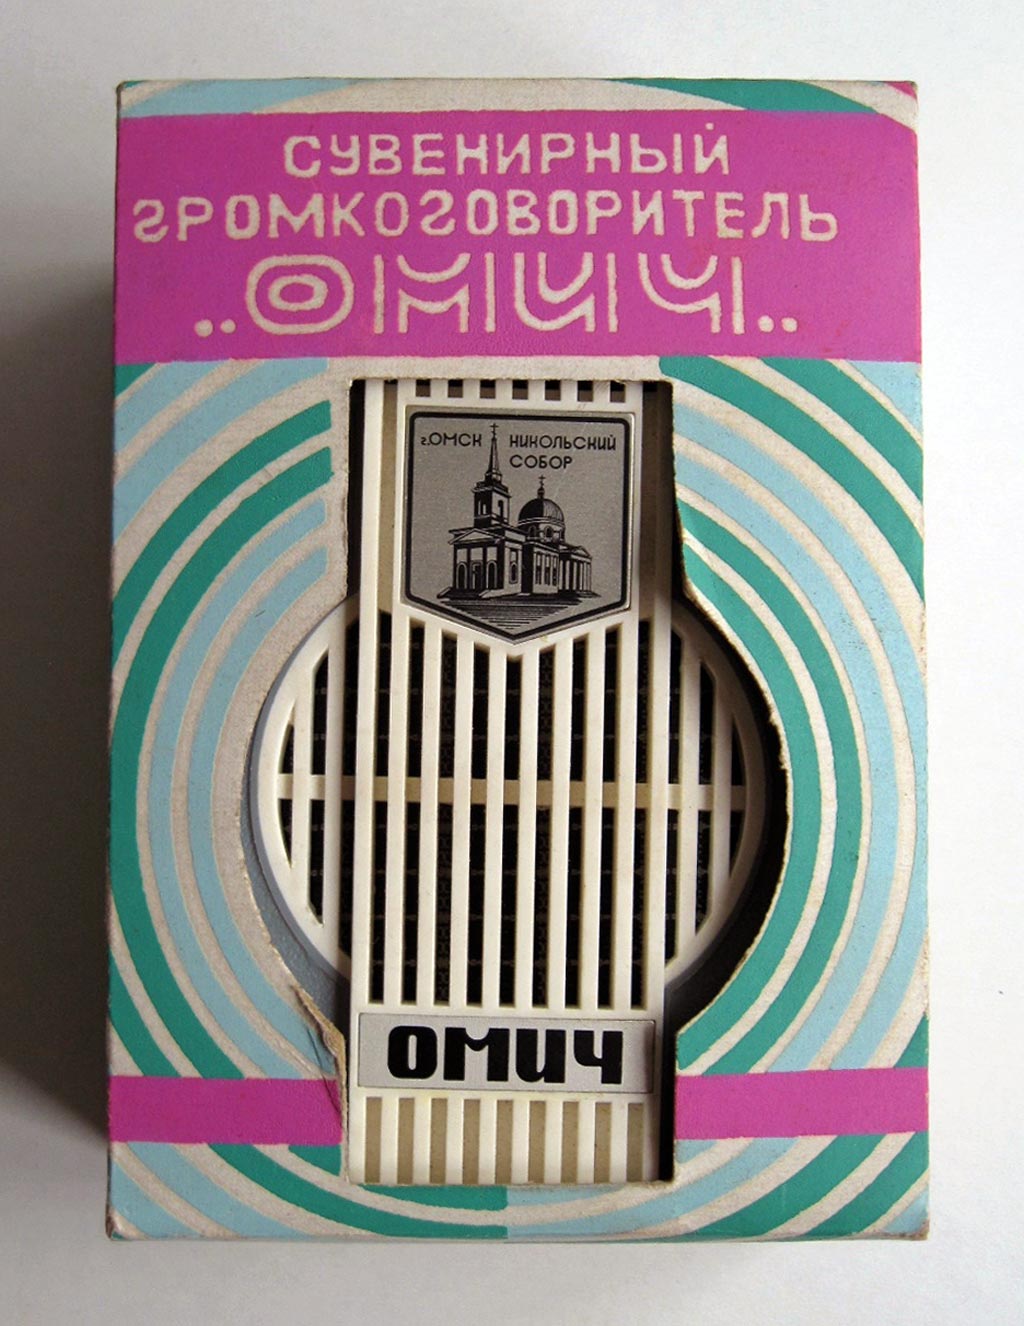 СУВЕНИРНЫЙ
ГРОМКОГОВОРИТЕЛЬ
„ОМИЧ“
г. ОМСК НИКОЛЬСКИЙ
СОБОР
ОМИЧ